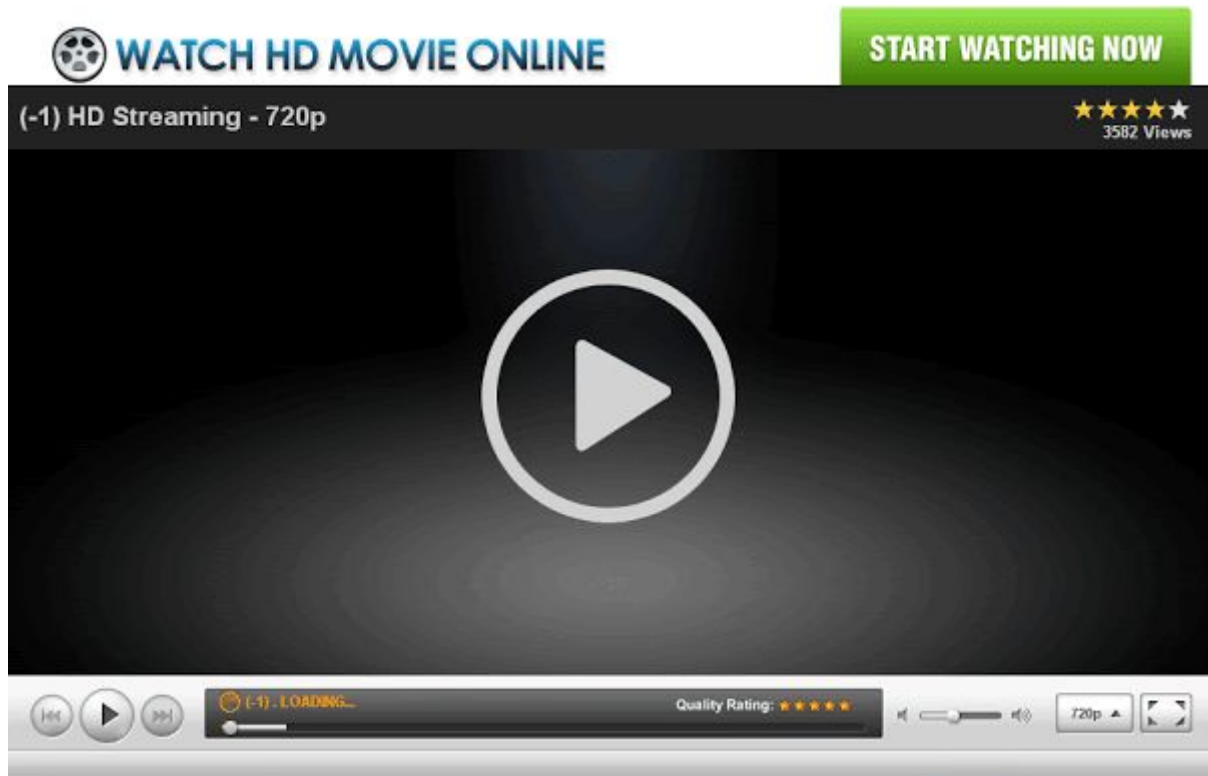 WATCH HD MOVIE ONLINE
START WATCHING NOW
(-1) HD Streaming - 720p
3582 Views
(-1) . LOADING...
Quality Rating:
720p